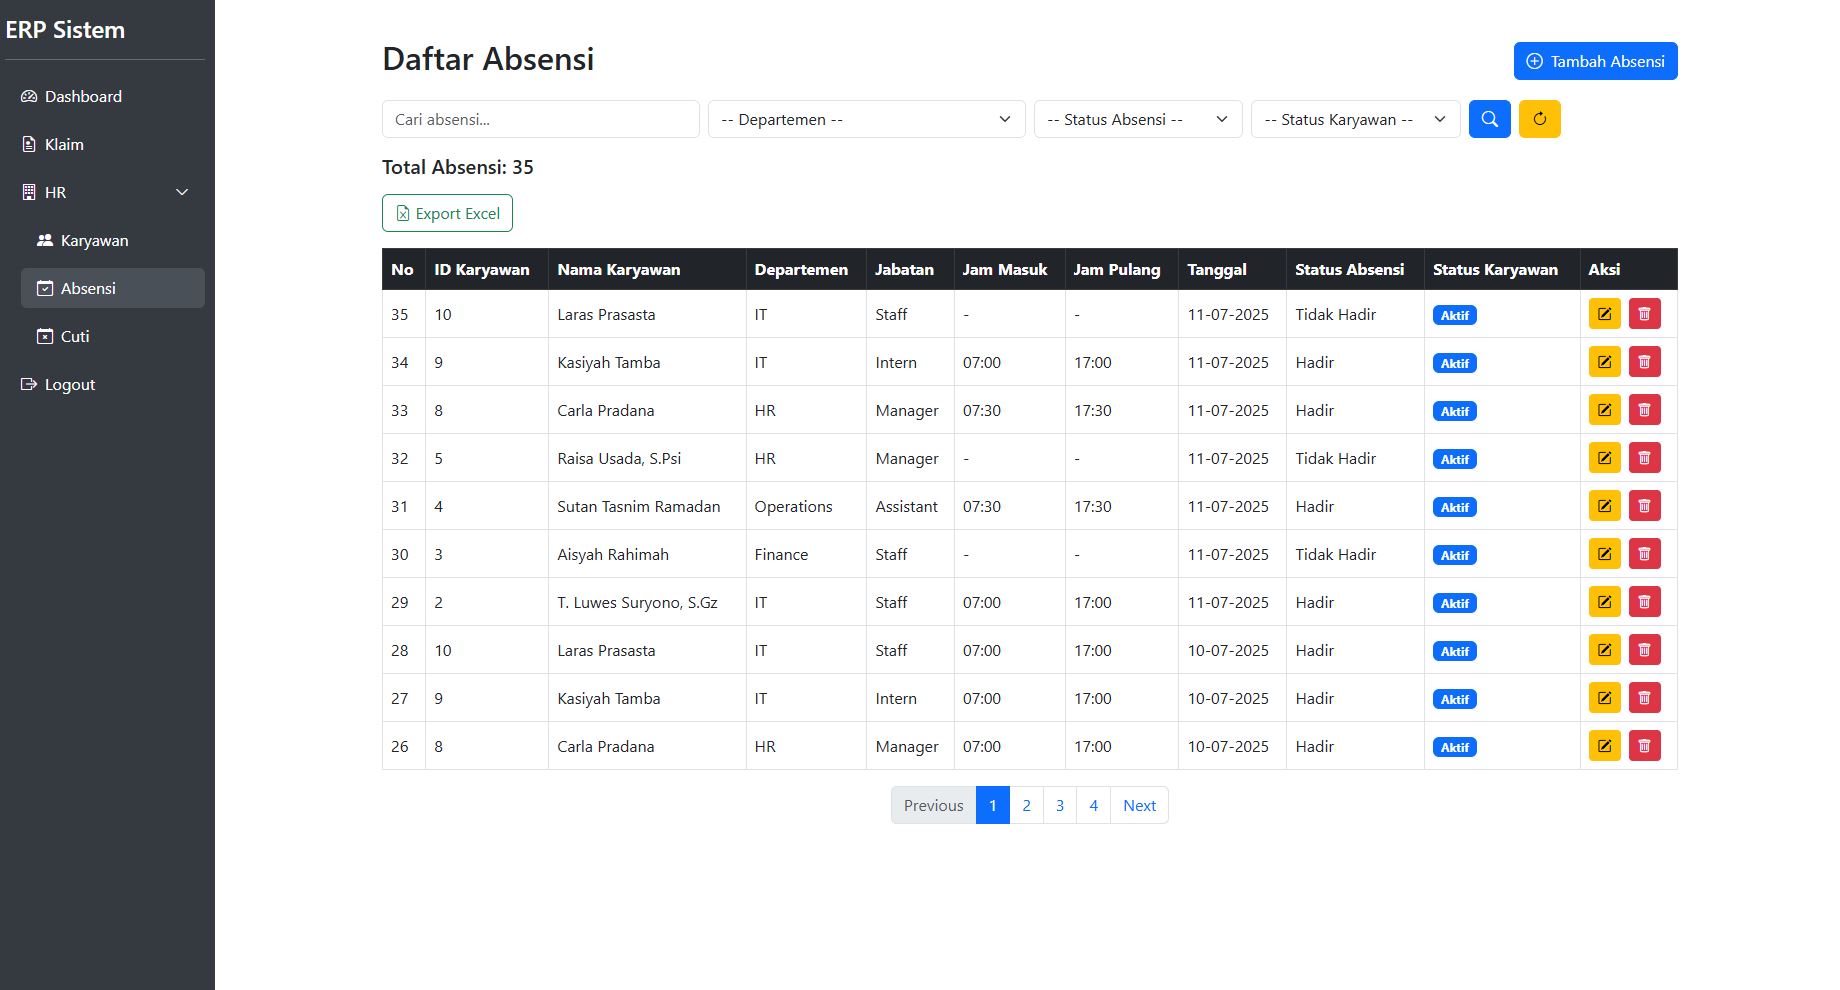 ERP Sistem
Dashboard
Klaim
HR
Karyawan
Absensi
Cuti
Logout
Daftar Absensi
Tambah Absensi
Cari absensi...
-- Departemen --
-- Status Absensi --
-- Status Karyawan --
Total Absensi: 35
Export Excel
No ID Karyawan Nama Karyawan Departemen Jabatan Jam Masuk Jam Pulang Tanggal Status Absensi Status Karyawan Aksi
35 10 Laras Prasasta IT Staff - - 11-07-2025 Tidak Hadir Aktif
34 9 Kasiyah Tamba IT Intern 07:00 17:00 11-07-2025 Hadir Aktif
33 8 Carla Pradana HR Manager 07:30 17:30 11-07-2025 Hadir Aktif
32 5 Raisa Usada, S.Psi HR Manager - - 11-07-2025 Tidak Hadir Aktif
31 4 Sutan Tasnim Ramadan Operations Assistant 07:30 17:30 11-07-2025 Hadir Aktif
30 3 Aisyah Rahimah Finance Staff - - 11-07-2025 Tidak Hadir Aktif
29 2 T. Luwes Suryono, S.Gz IT Staff 07:00 17:00 11-07-2025 Hadir Aktif
28 10 Laras Prasasta IT Staff 07:00 17:00 10-07-2025 Hadir Aktif
27 9 Kasiyah Tamba IT Intern 07:00 17:00 10-07-2025 Hadir Aktif
26 8 Carla Pradana HR Manager 07:00 17:00 10-07-2025 Hadir Aktif
Previous 1 2 3 4 Next